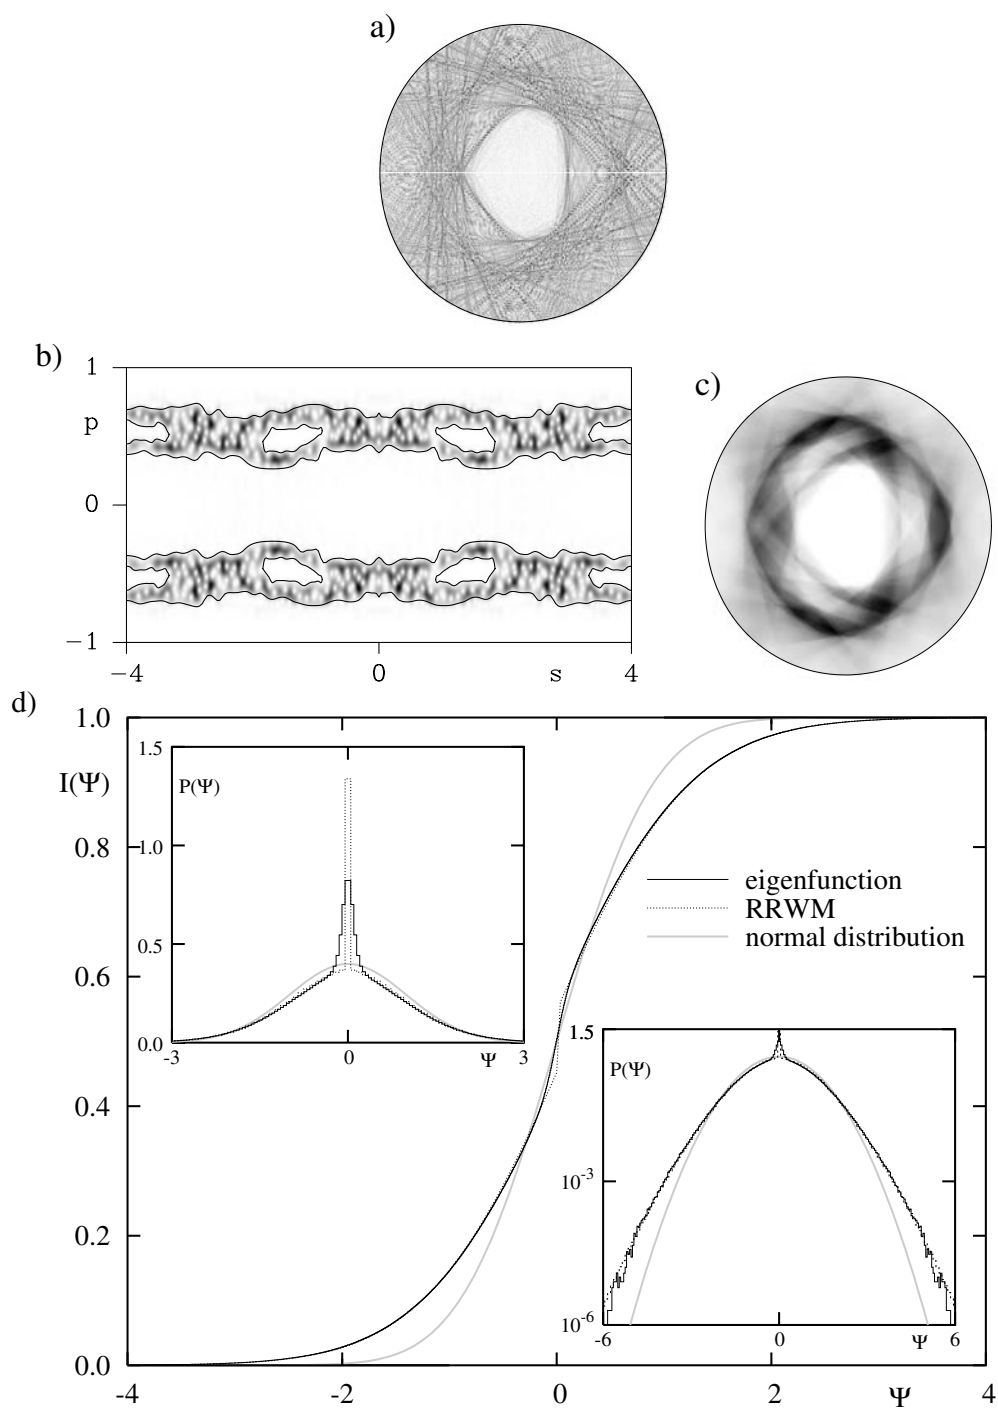 a)
b)
1
p
0
−1
−4
0
s
4
c)
d)
1.0
I(Ψ)
0.8
0.6
0.4
0.2
0.0
-4
-2
0
2
Ψ
4
1.5
P(Ψ)
1.0
0.5
0.0
-3
0
Ψ
3
eigenfunction
RRWM
normal distribution
1.5
P(Ψ)
10-3
10-6
-6
0
Ψ
6